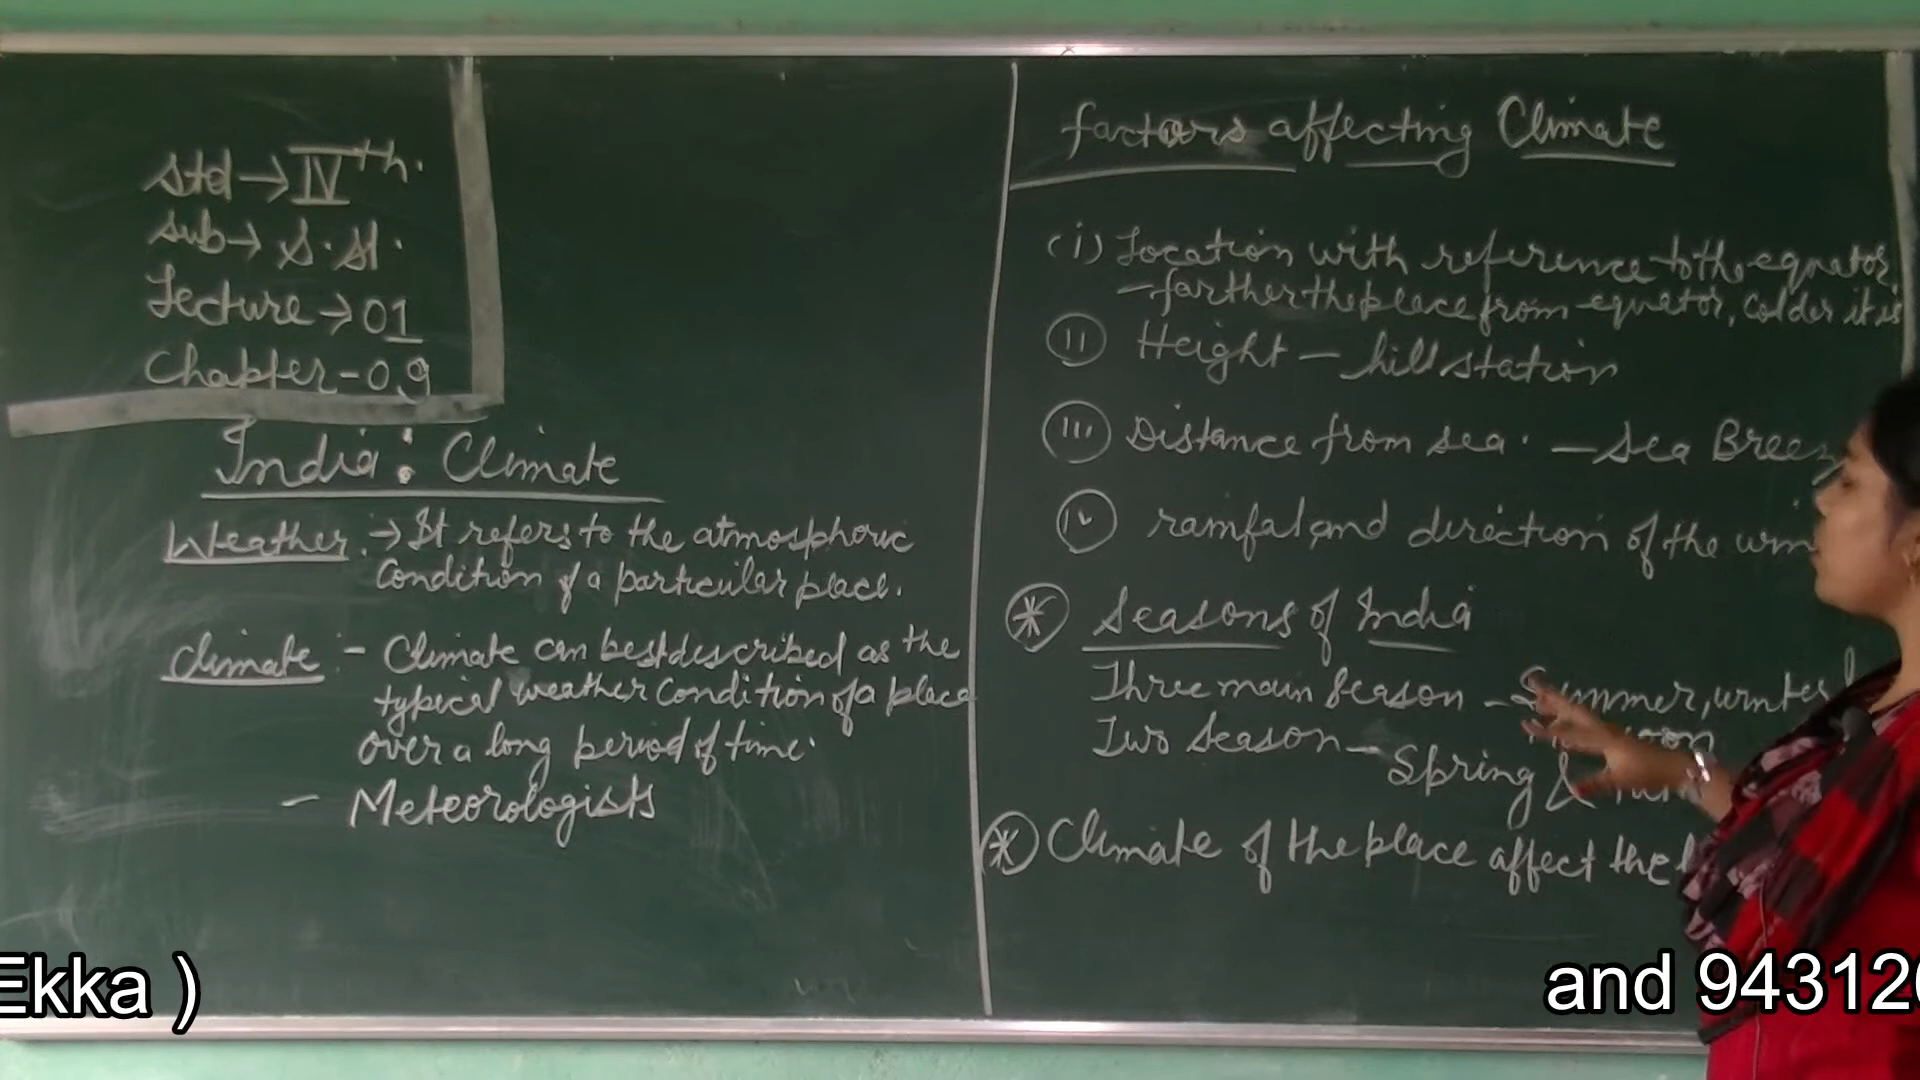 Std → IVth.
Sub → S.St.
Lecture → 01
Chapter - 09
India : Climate
Weather :→ It refers to the atmospheric
condition of a particular place.
Climate :- Climate can best described as the
typical weather condition of a place
over a long period of time.
- Meteorologists
factors affecting Climate
(i) Location with reference to the equator
- farther the place from equator, colder it is
(ii) Height - hill station
(iii) Distance from sea. - Sea Breez
(iv) rainfal, and direction of the win
* Seasons of India
Three main Season - Summer, winter
Two Season - Spring &
* Climate of the place affect the
Ekka )
and 943120